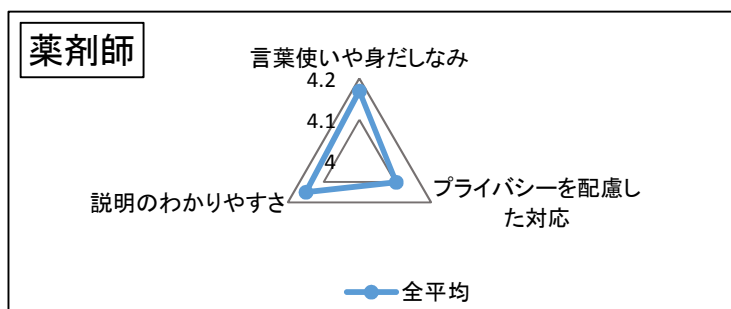 薬剤師
言葉使いや身だしなみ
4.2
4.1
4
説明のわかりやすさ
プライバシーを配慮し
た対応
全平均